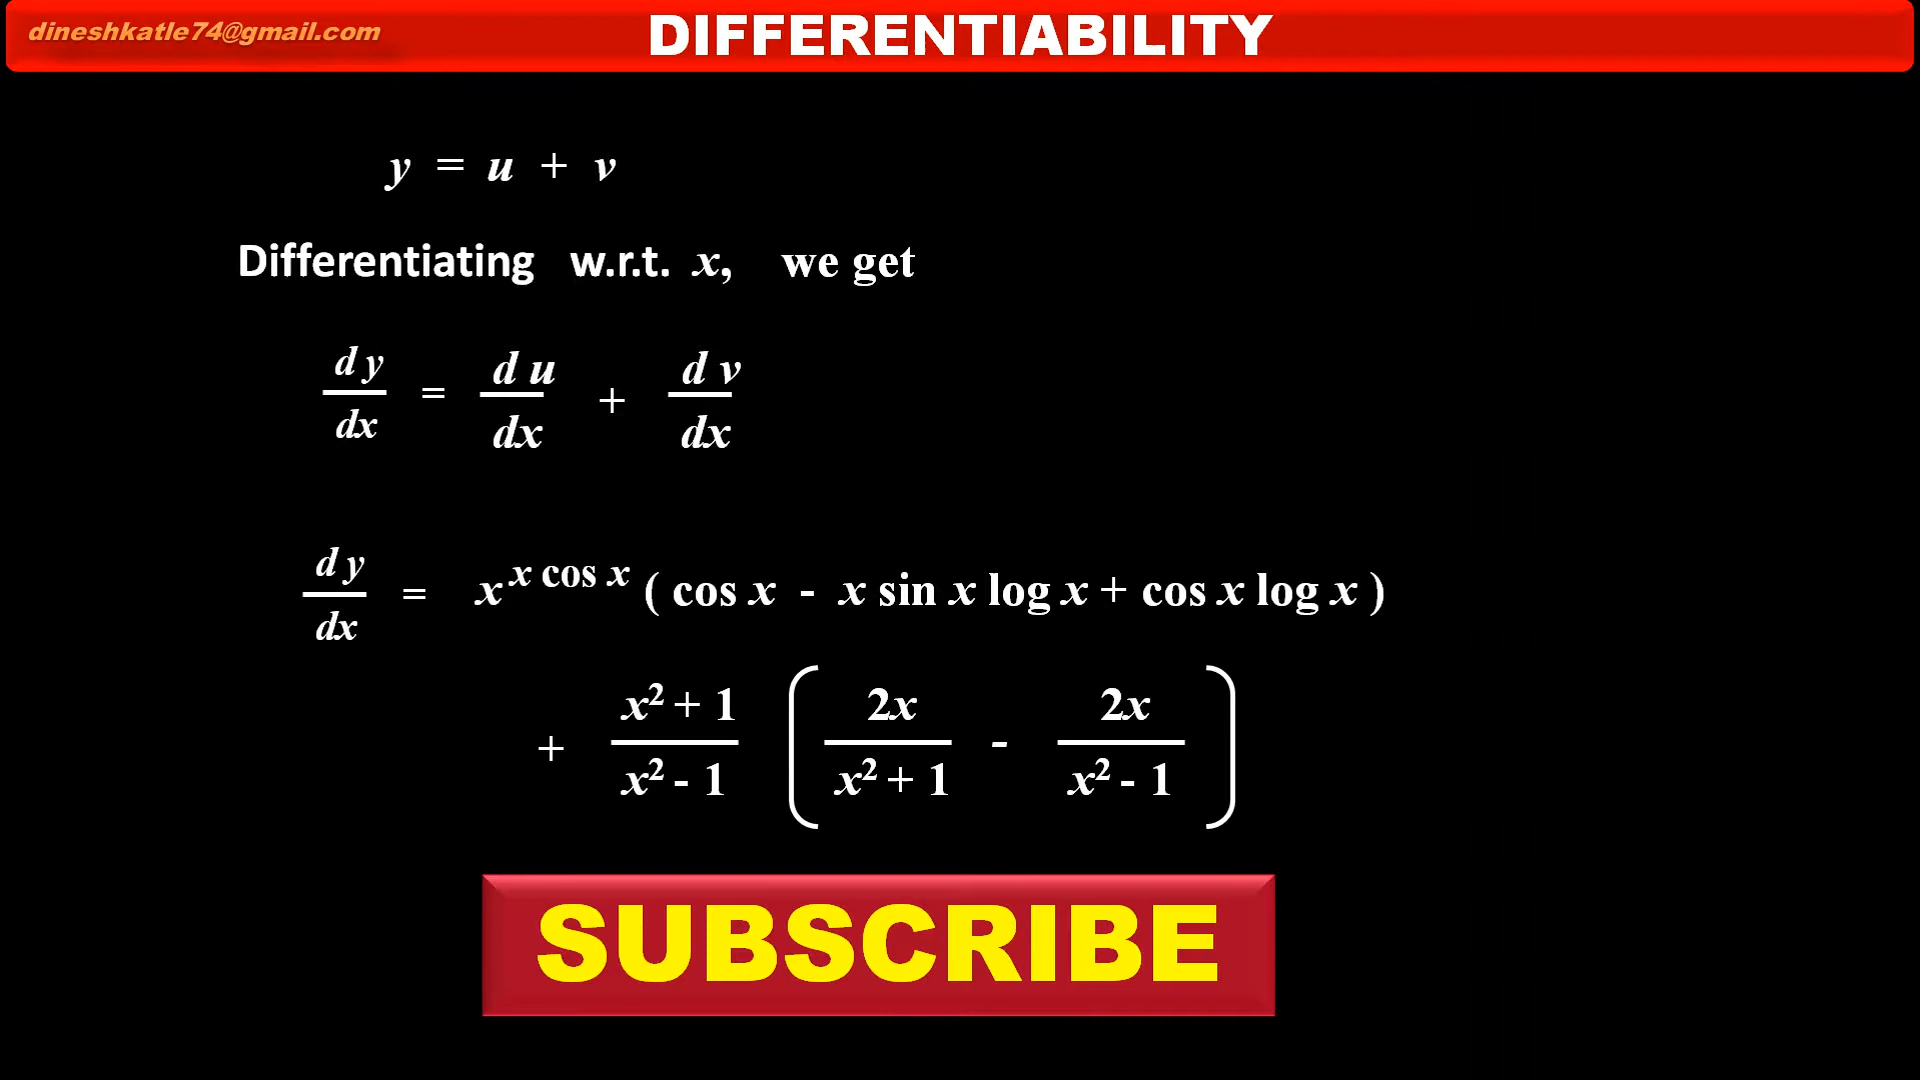 dineshkatle74@gmail.com
DIFFERENTIABILITY
y = u + v
Differentiating w.r.t. x, we get
dy/dx = du/dx + dv/dx
dy/dx = x^(x cos x) ( cos x - x sin x log x + cos x log x )
+ (x² + 1)/(x² - 1) ( 2x/(x² + 1) - 2x/(x² - 1) )
SUBSCRIBE